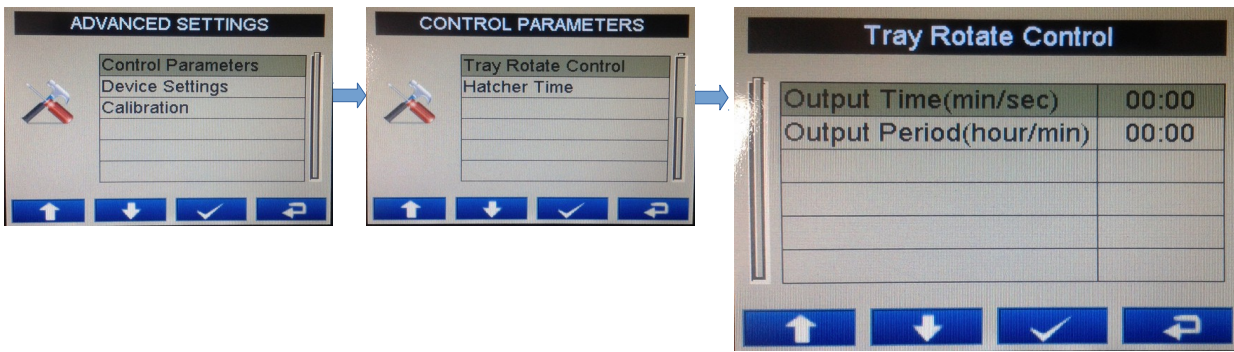 ADVANCED SETTINGS
Control Parameters
Device Settings
Calibration
CONTROL PARAMETERS
Tray Rotate Control
Hatcher Time
Tray Rotate Control
Output Time(min/sec) 00:00
Output Period(hour/min) 00:00